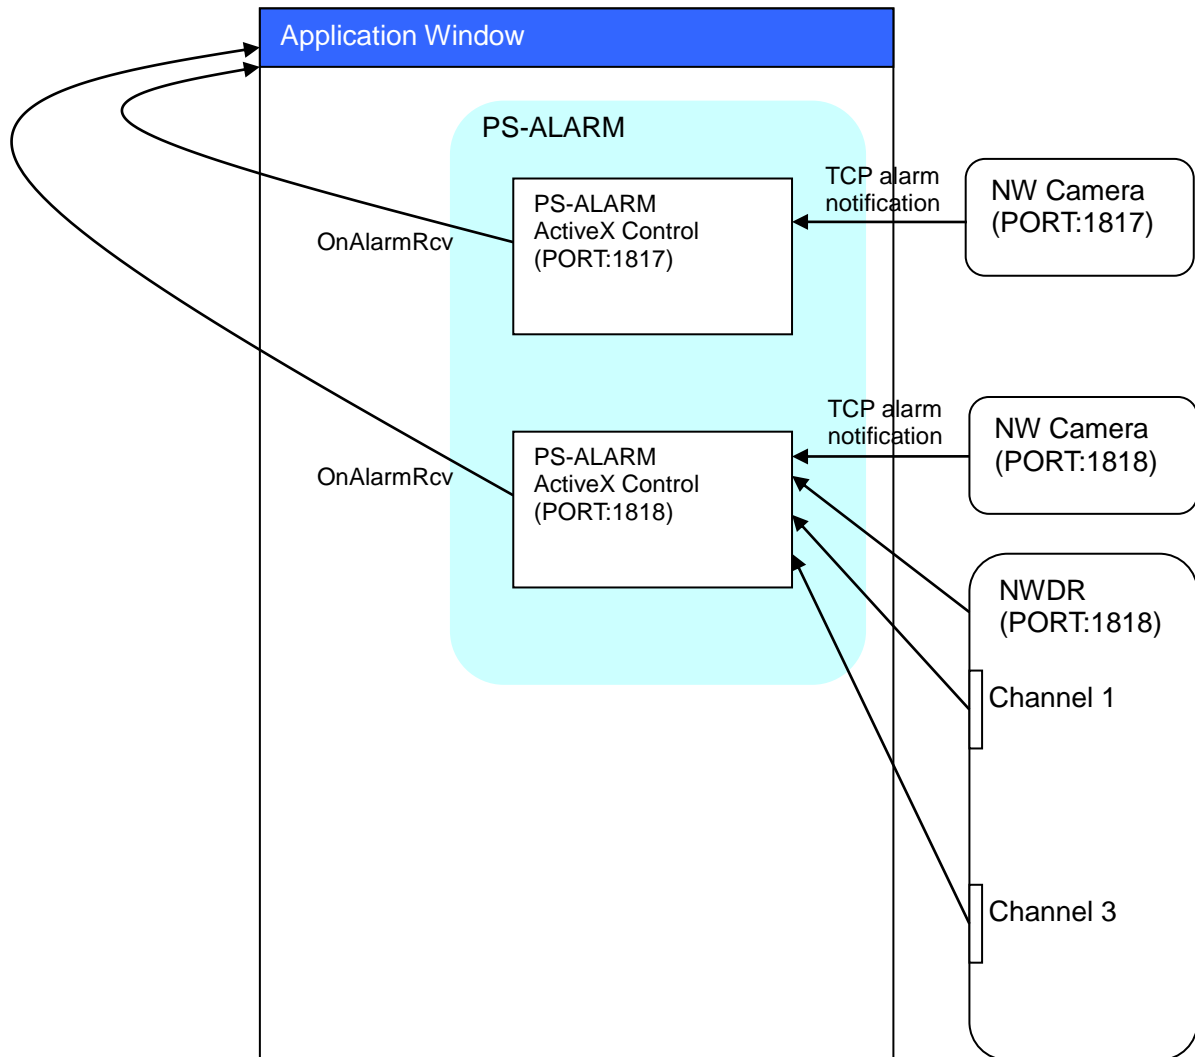 Application Window
PS-ALARM
PS-ALARM
ActiveX Control
(PORT:1817)
OnAlarmRcv
TCP alarm
notification
NW Camera
(PORT:1817)
PS-ALARM
ActiveX Control
(PORT:1818)
OnAlarmRcv
TCP alarm
notification
NW Camera
(PORT:1818)
NWDR
(PORT:1818)
Channel 1
Channel 3